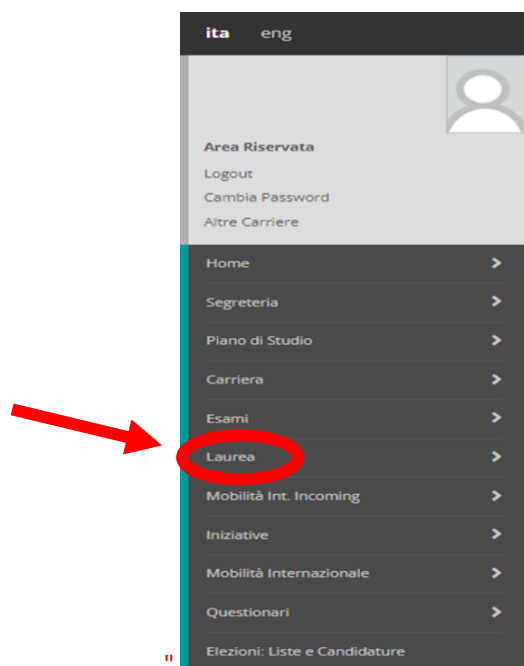 ita eng
Area Riservata
Logout
Cambia Password
Altre Carriere
Home
Segreteria
Piano di Studio
Carriera
Esami
Laurea
Mobilità Int. Incoming
Iniziative
Mobilità Internazionale
Questionari
Elezioni: Liste e Candidature
"